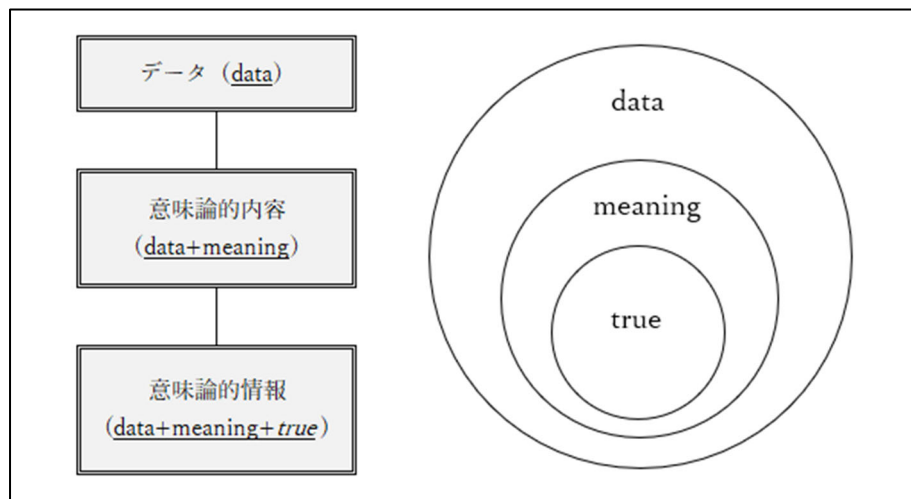 データ（data）
意味論的内容
（data+meaning）
意味論的情報
（data+meaning+true）
data
meaning
true